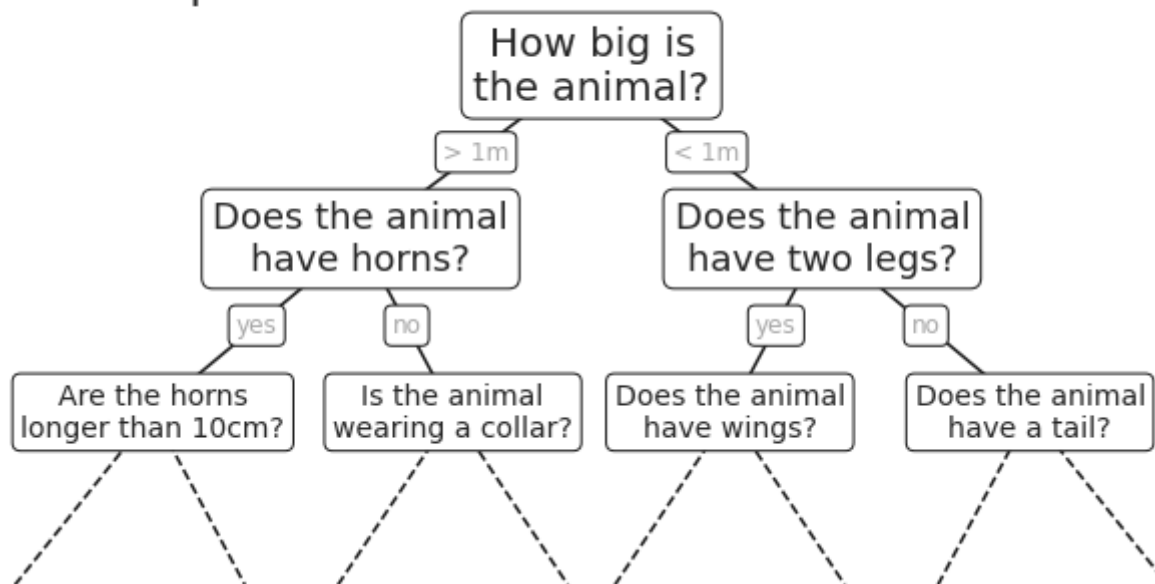 How big is
the animal?
> 1m
< 1m
Does the animal
have horns?
Does the animal
have two legs?
yes
no
yes
no
Are the horns
longer than 10cm?
Is the animal
wearing a collar?
Does the animal
have wings?
Does the animal
have a tail?